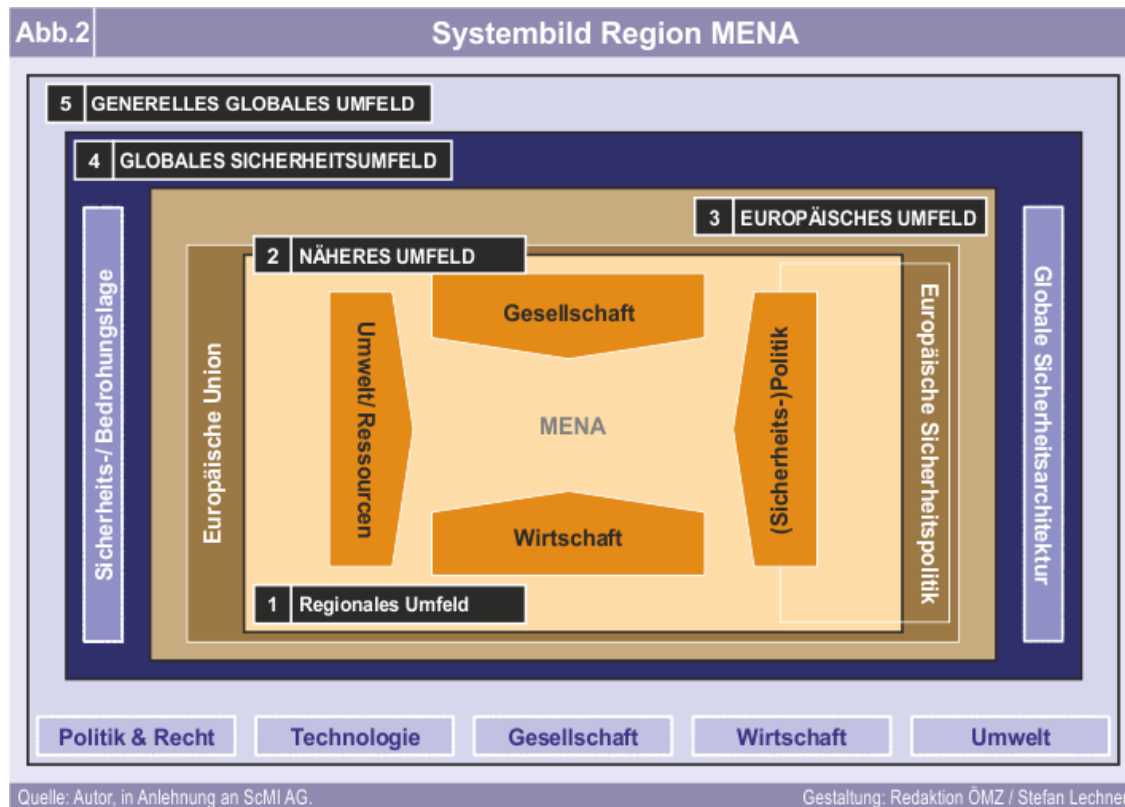 Abb.2
Systembild Region MENA
5 GENERELLES GLOBALES UMFELD
4 GLOBALES SICHERHEITSUMFELD
3 EUROPÄISCHES UMFELD
2 NÄHERES UMFELD
Sicherheits-/ Bedrohungslage
Europäische Union
Umwelt/ Ressourcen
Gesellschaft
MENA
Wirtschaft
(Sicherheits-)Politik
Europäische Sicherheitspolitik
Globale Sicherheitsarchitektur
1 Regionales Umfeld
Politik & Recht
Technologie
Gesellschaft
Wirtschaft
Umwelt
Quelle: Autor, in Anlehnung an ScMI AG.
Gestaltung: Redaktion ÖMZ / Stefan Lechner